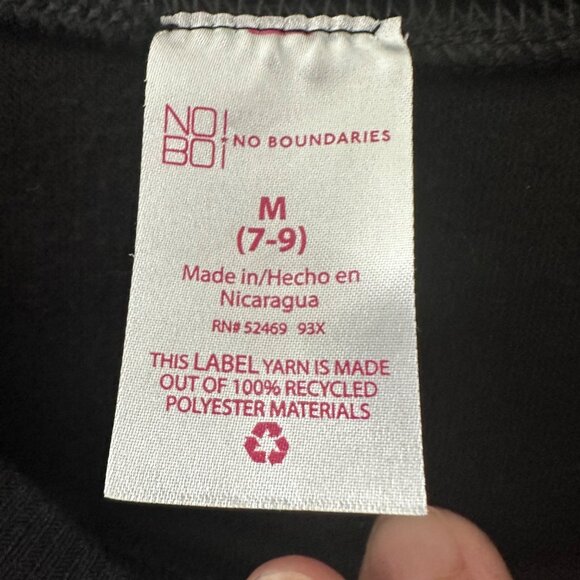 NO!
BO¡ NO BOUNDARIES
M
(7-9)
Made in/Hecho en
Nicaragua
RN# 52469 93X
THIS LABEL YARN IS MADE
OUT OF 100% RECYCLED
POLYESTER MATERIALS